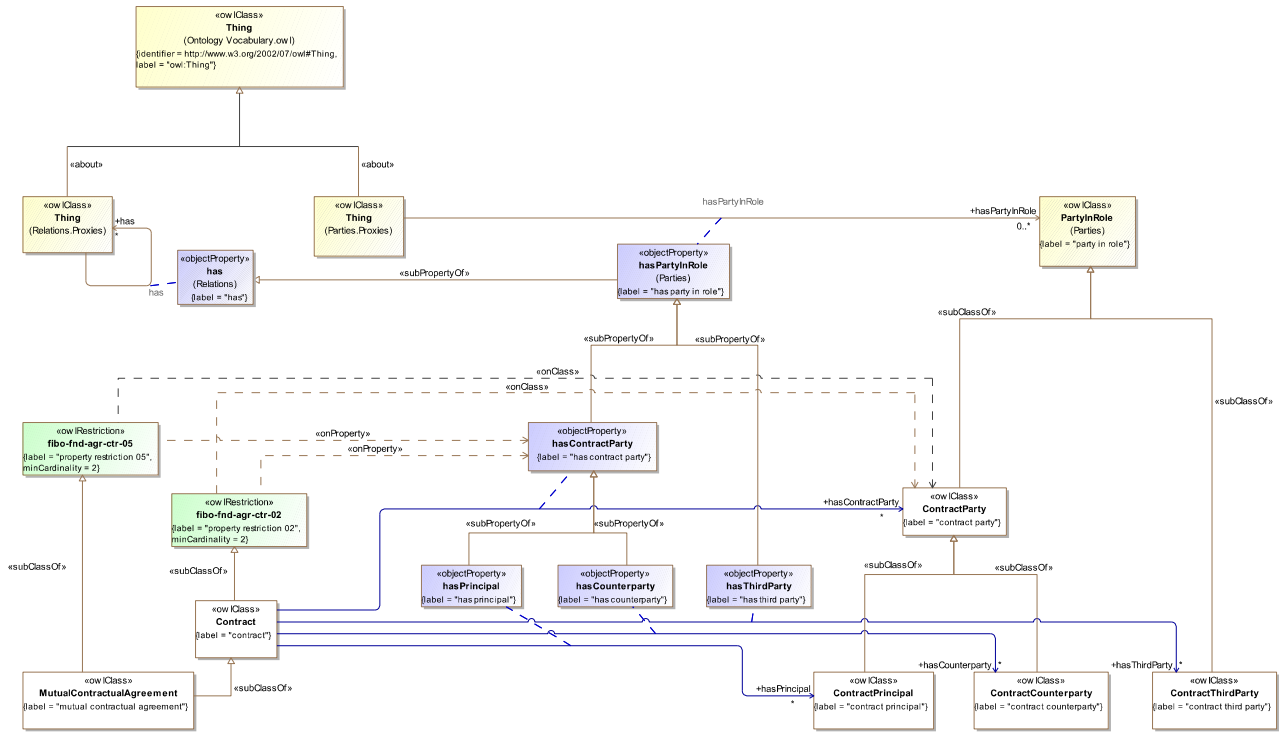 «owlClass»
Thing
(Ontology Vocabulary.owl)
{identifier = http://www.w3.org/2002/07/owl#Thing,
label = "owl:Thing"}
«about»
«about»
«owlClass»
Thing
(Relations.Proxies)
+has
*
has
«objectProperty»
has
(Relations)
{label = "has"}
«owlClass»
Thing
(Parties.Proxies)
hasPartyInRole
+hasPartyInRole
0..*
«owlClass»
PartyInRole
(Parties)
{label = "party in role"}
«subPropertyOf»
«objectProperty»
hasPartyInRole
(Parties)
{label = "has party in role"}
«subClassOf»
«subPropertyOf»
«subPropertyOf»
«onClass»
«onClass»
«subClassOf»
«owlRestriction»
fibo-fnd-agr-ctr-05
{label = "property restriction 05",
minCardinality = 2}
«onProperty»
«onProperty»
«objectProperty»
hasContractParty
{label = "has contract party"}
«owlRestriction»
fibo-fnd-agr-ctr-02
{label = "property restriction 02",
minCardinality = 2}
+hasContractParty
*
«owlClass»
ContractParty
{label = "contract party"}
«subPropertyOf»
«subPropertyOf»
«subClassOf»
«subClassOf»
«subClassOf»
«subClassOf»
«objectProperty»
hasPrincipal
{label = "has principal"}
«objectProperty»
hasCounterparty
{label = "has counterparty"}
«objectProperty»
hasThirdParty
{label = "has third party"}
«owlClass»
Contract
{label = "contract"}
+hasCounterparty
*
+hasThirdParty
*
«owlClass»
MutualContractualAgreement
{label = "mutual contractual agreement"}
«subClassOf»
+hasPrincipal
*
«owlClass»
ContractPrincipal
{label = "contract principal"}
«owlClass»
ContractCounterparty
{label = "contract counterparty"}
«owlClass»
ContractThirdParty
{label = "contract third party"}